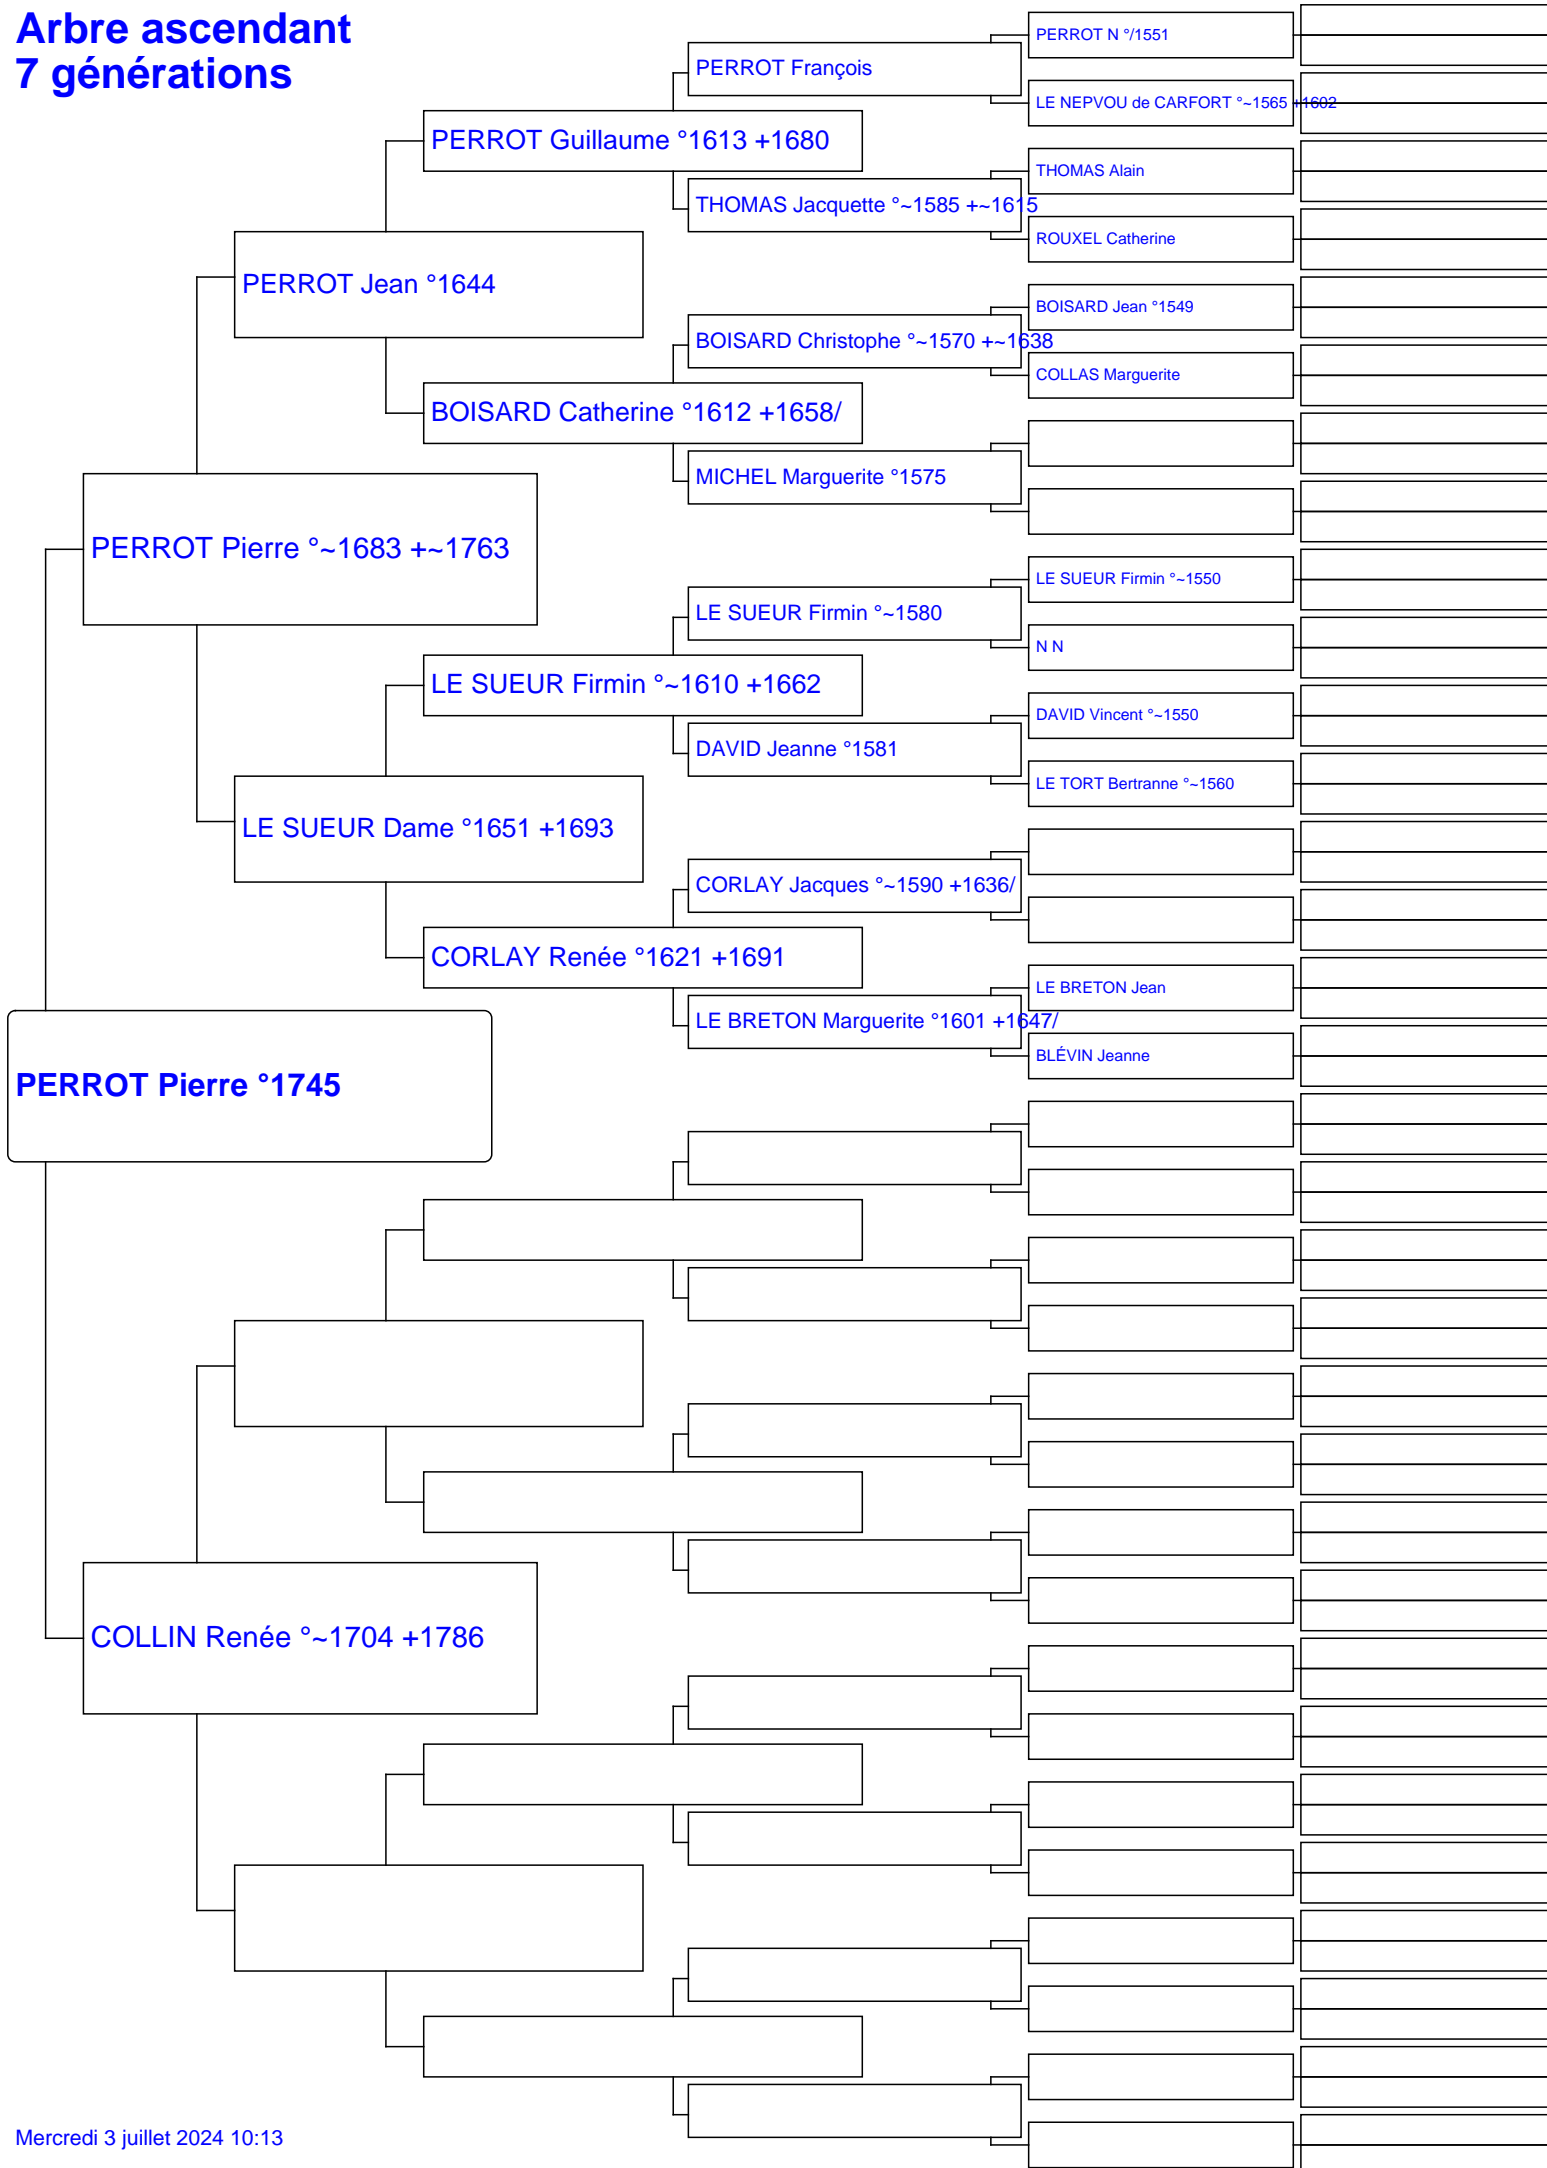 Arbre ascendant
7 générations
PERROT N °/1551
PERROT François
LE NEPVOU de CARFORT °~1565 +1602
PERROT Guillaume °1613 +1680
THOMAS Alain
THOMAS Jacquette °~1585 +~1615
ROUXEL Catherine
PERROT Jean °1644
BOISARD Jean °1549
BOISARD Christophe °~1570 +~1638
COLLAS Marguerite
BOISARD Catherine °1612 +1658/
MICHEL Marguerite °1575
PERROT Pierre °~1683 +~1763
LE SUEUR Firmin °~1550
LE SUEUR Firmin °~1580
N N
LE SUEUR Firmin °~1610 +1662
DAVID Vincent °~1550
DAVID Jeanne °1581
LE TORT Bertranne °~1560
LE SUEUR Dame °1651 +1693
CORLAY Jacques °~1590 +1636/
CORLAY Renée °1621 +1691
LE BRETON Jean
LE BRETON Marguerite °1601 +1647/
BLÉVIN Jeanne
PERROT Pierre °1745
COLLIN Renée °~1704 +1786
Mercredi 3 juillet 2024 10:13